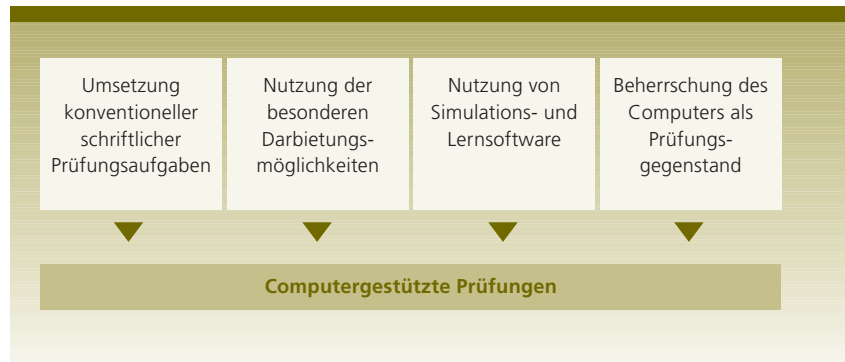 Umsetzung
konventioneller
schriftlicher
Prüfungsaufgaben
Nutzung der
besonderen
Darbietungs-
möglichkeiten
Nutzung von
Simulations- und
Lernsoftware
Beherrschung des
Computers als
Prüfungs-
gegenstand
Computergestützte Prüfungen